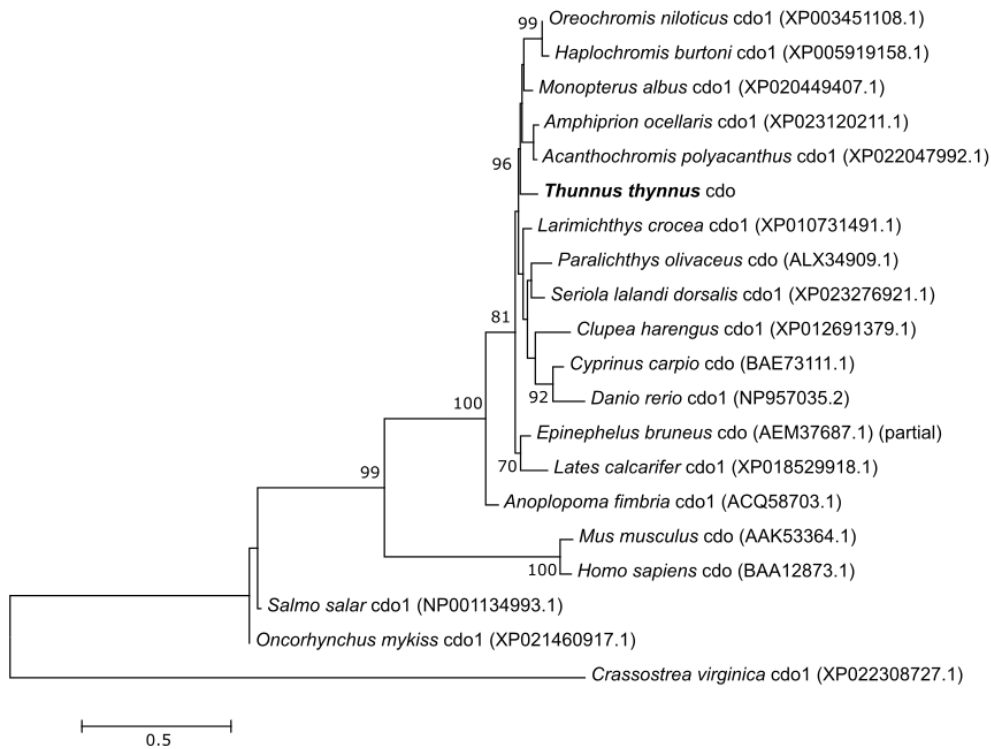 99
Oreochromis niloticus cdo1 (XP003451108.1)
Haplochromis burtoni cdo1 (XP005919158.1)
Monopterus albus cdo1 (XP020449407.1)
Amphiprion ocellaris cdo1 (XP023120211.1)
96
Acanthochromis polyacanthus cdo1 (XP022047992.1)
Thunnus thynnus cdo
Larimichthys crocea cdo1 (XP010731491.1)
Paralichthys olivaceus cdo (ALX34909.1)
Seriola lalandi dorsalis cdo1 (XP023276921.1)
81
Clupea harengus cdo1 (XP012691379.1)
Cyprinus carpio cdo (BAE73111.1)
92
Danio rerio cdo1 (NP957035.2)
100
Epinephelus bruneus cdo (AEM37687.1) (partial)
70
Lates calcarifer cdo1 (XP018529918.1)
99
Anoplopoma fimbria cdo1 (ACQ58703.1)
Mus musculus cdo (AAK53364.1)
100
Homo sapiens cdo (BAA12873.1)
Salmo salar cdo1 (NP001134993.1)
Oncorhynchus mykiss cdo1 (XP021460917.1)
Crassostrea virginica cdo1 (XP022308727.1)
0.5